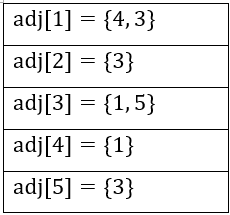 adj[1] = {4, 3}
adj[2] = {3}
adj[3] = {1, 5}
adj[4] = {1}
adj[5] = {3}